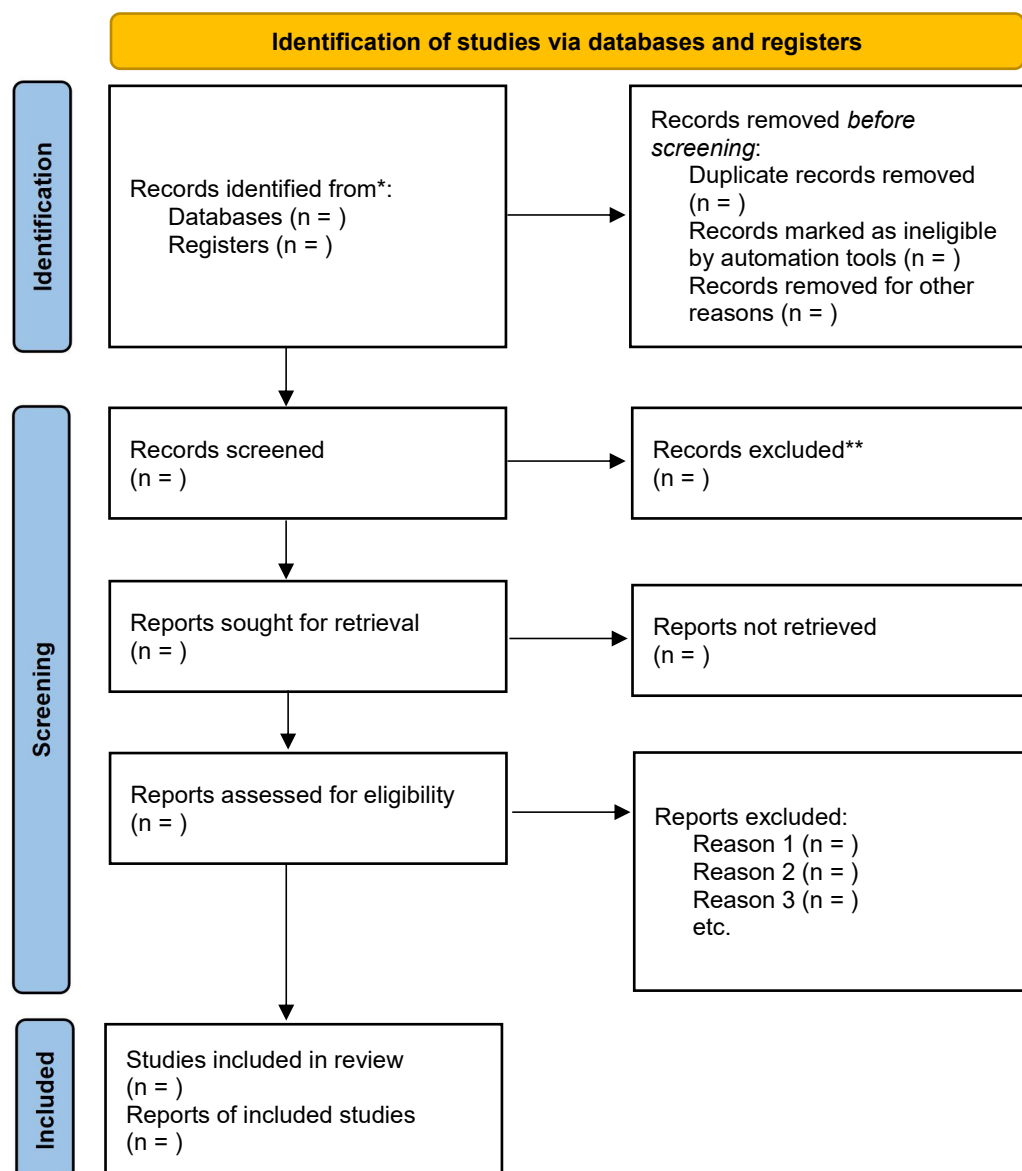 Identification of studies via databases and registers
Identification
Records identified from*:
Databases (n = )
Registers (n = )
Records removed before
screening:
Duplicate records removed
(n = )
Records marked as ineligible
by automation tools (n = )
Records removed for other
reasons (n = )
Screening
Records screened
(n = )
Records excluded**
(n = )
Reports sought for retrieval
(n = )
Reports not retrieved
(n = )
Reports assessed for eligibility
(n = )
Reports excluded:
Reason 1 (n = )
Reason 2 (n = )
Reason 3 (n = )
etc.
Included
Studies included in review
(n = )
Reports of included studies
(n = )